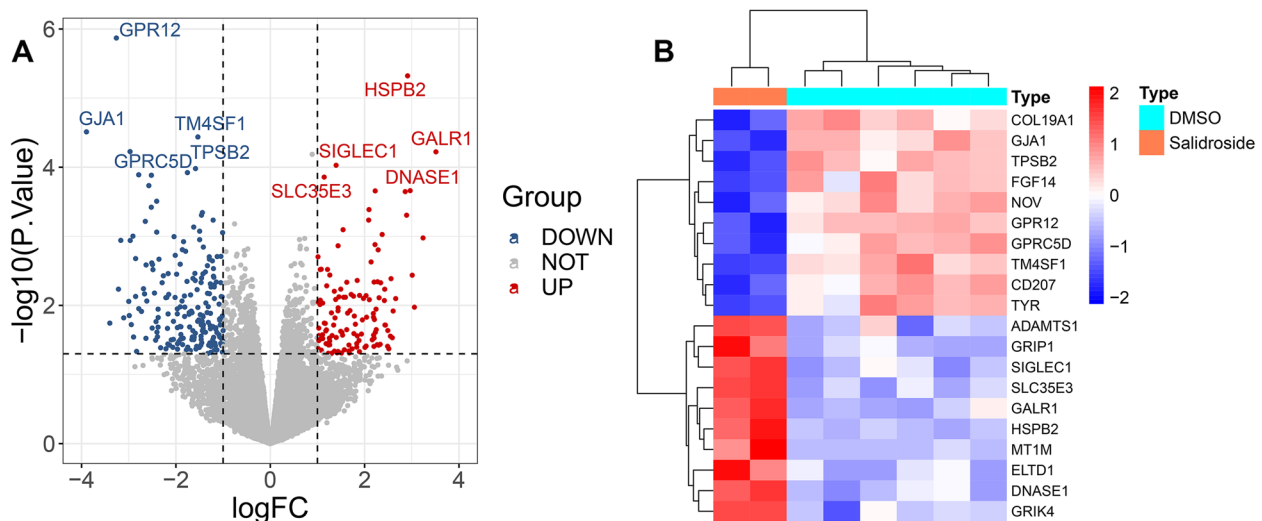 A
6
4
2
0
−log10(P.Value)
−4
−2
0
2
4
logFC
GPR12
HSPB2
GJA1
TM4SF1
GALR1
GPRC5D
TPSB2
SIGLEC1
SLC35E3
DNASE1
Group
a DOWN
a NOT
a UP
B
Type
COL19A1
GJA1
TPSB2
FGF14
NOV
GPR12
GPRC5D
TM4SF1
CD207
TYR
ADAMTS1
GRIP1
SIGLEC1
SLC35E3
GALR1
HSPB2
MT1M
ELTD1
DNASE1
GRIK4
2
1
0
−1
−2
Type
DMSO
Salidroside